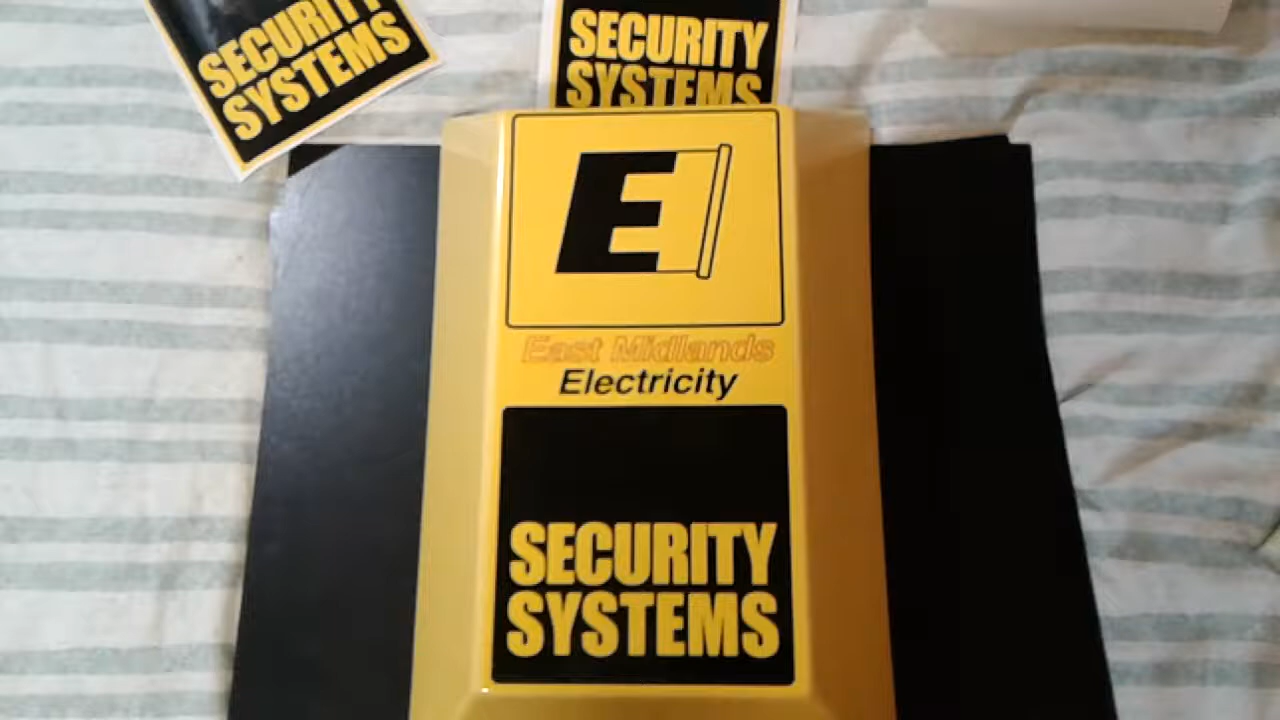 SECURITY
SYSTEMS
SECURITY
SYSTEMS
E
East Midlands
Electricity
SECURITY
SYSTEMS